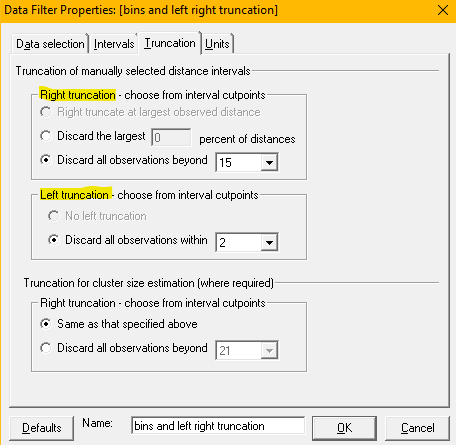 Data Filter Properties: [bins and left right truncation]
Data selection Intervals Truncation Units
Truncation of manually selected distance intervals
Right truncation - choose from interval cutpoints
Right truncate at largest observed distance
Discard the largest 0 percent of distances
Discard all observations beyond 15
Left truncation - choose from interval cutpoints
No left truncation
Discard all observations within 2
Truncation for cluster size estimation (where required)
Right truncation - choose from interval cutpoints
Same as that specified above
Discard all observations beyond 21
Defaults Name: bins and left right truncation OK Cancel